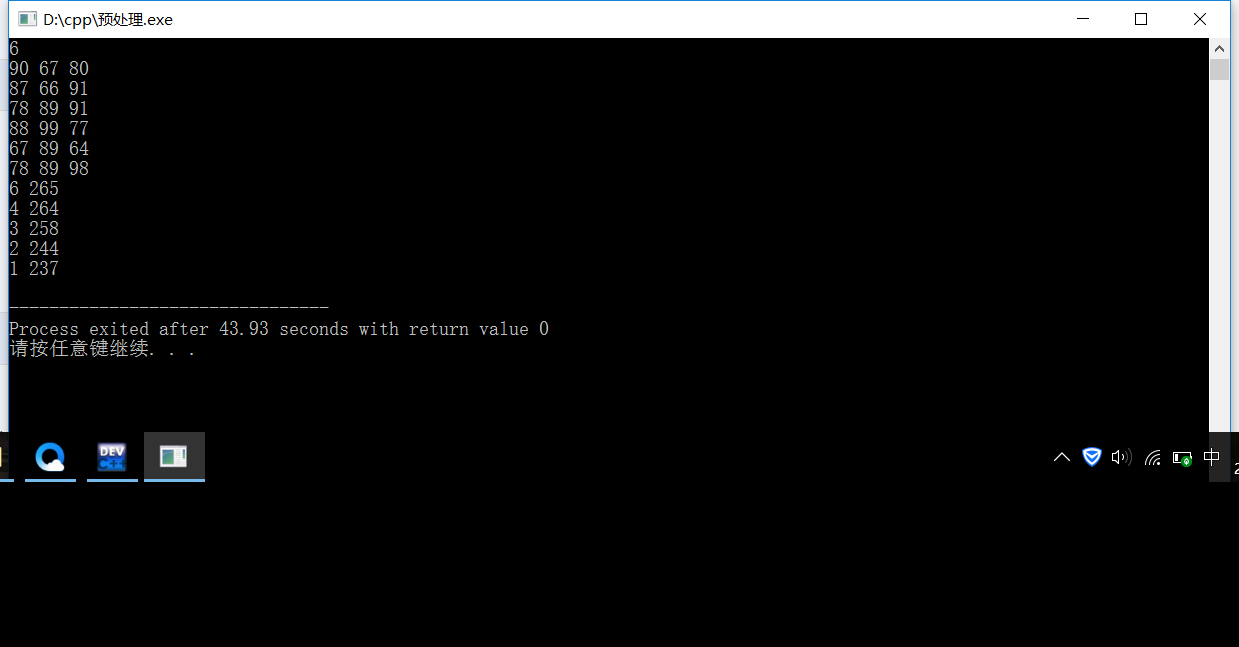 D:\cpp\预处理.exe
6
90 67 80
87 66 91
78 89 91
88 99 77
67 89 64
78 89 98
6 265
4 264
3 258
2 244
1 237
--------------------------------
Process exited after 43.93 seconds with return value 0
请按任意键继续. . .
DEV
C++
中